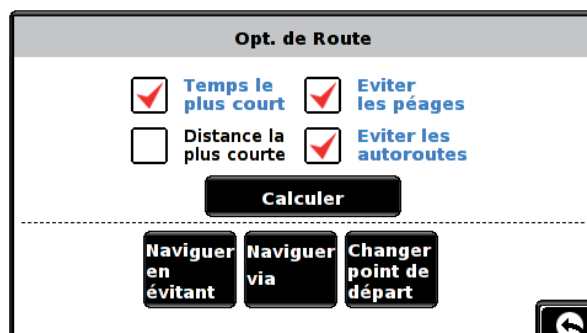 Opt. de Route
Temps le
plus court
Eviter
les péages
Distance la
plus courte
Eviter les
autoroutes
Calculer
Naviguer
en
évitant
Naviguer
via
Changer
point de
départ